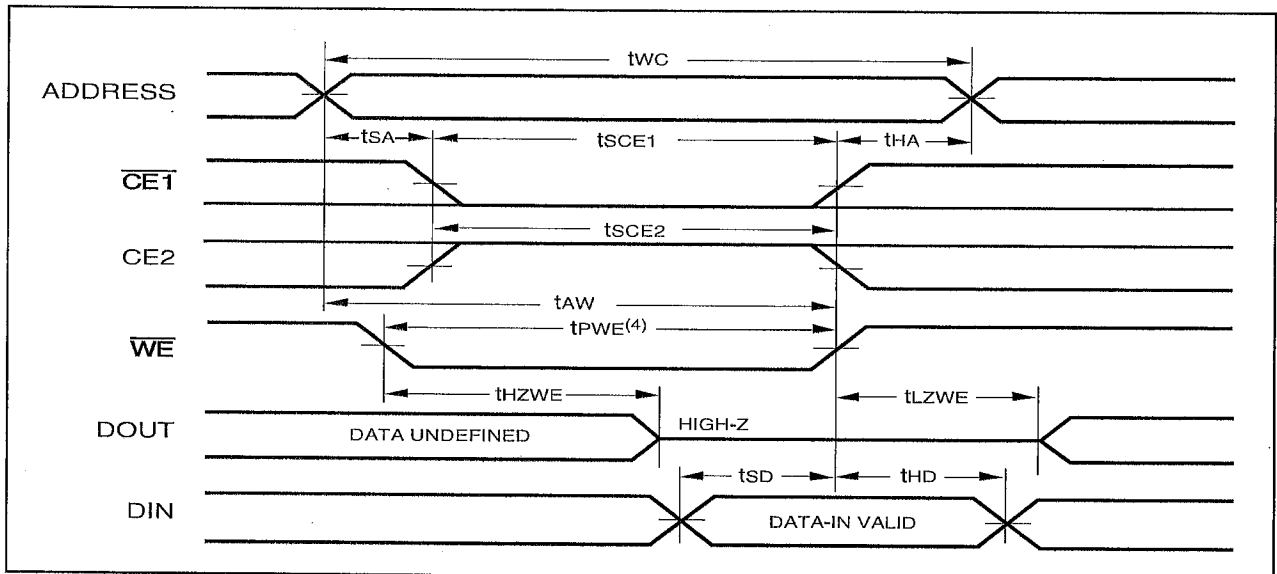 tWC
ADDRESS
tSA
tSCE1
tHA
CE1
tSCE2
CE2
tAW
tPWE(4)
WE
tHZWE
tLZWE
DOUT
DATA UNDEFINED
HIGH-Z
tSD
tHD
DIN
DATA-IN VALID